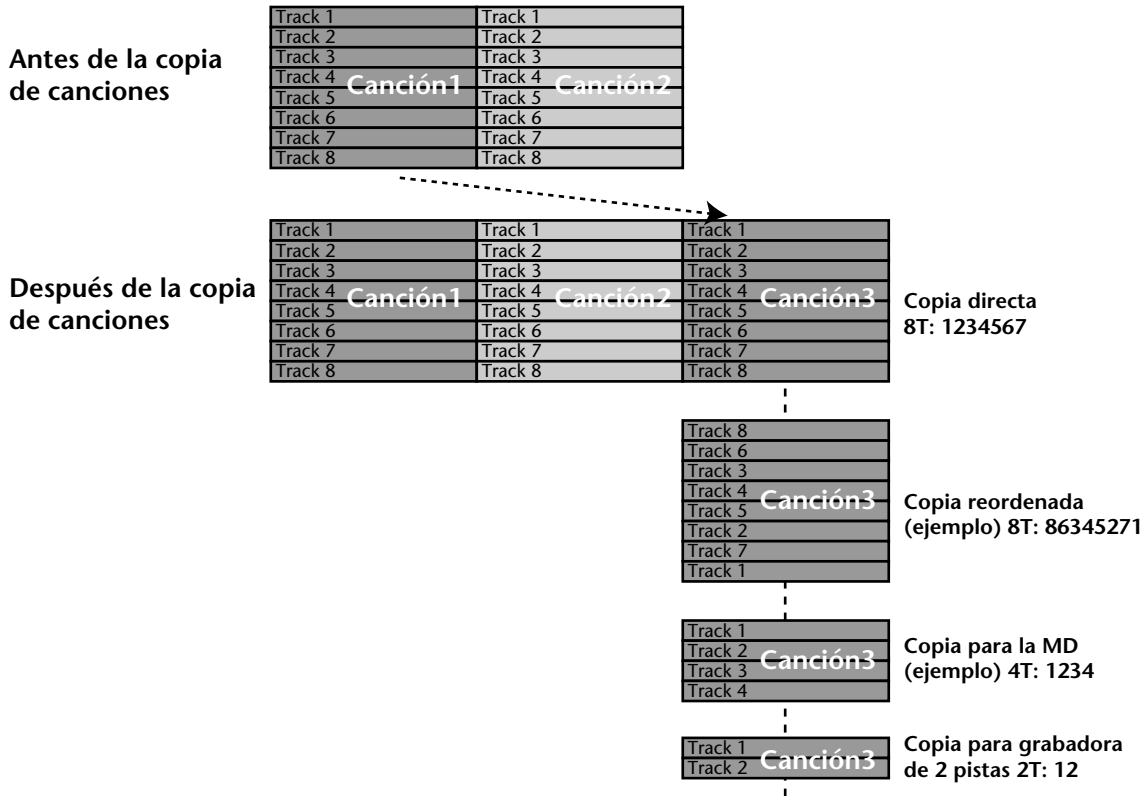 Antes de la copia
de canciones
Track 1
Track 2
Track 3
Track 4
Track 5
Track 6
Track 7
Track 8
Canción1
Track 1
Track 2
Track 3
Track 4
Track 5
Track 6
Track 7
Track 8
Canción2
Después de la copia
de canciones
Track 1
Track 2
Track 3
Track 4
Track 5
Track 6
Track 7
Track 8
Canción1
Track 1
Track 2
Track 3
Track 4
Track 5
Track 6
Track 7
Track 8
Canción2
Track 1
Track 2
Track 3
Track 4
Track 5
Track 6
Track 7
Track 8
Canción3
Copia directa
8T: 1234567
Track 8
Track 6
Track 3
Track 4
Track 5
Track 2
Track 7
Track 1
Canción3
Copia reordenada
(ejemplo) 8T: 86345271
Track 1
Track 2
Track 3
Track 4
Canción3
Copia para la MD
(ejemplo) 4T: 1234
Track 1
Track 2
Canción3
Copia para grabadora
de 2 pistas 2T: 12